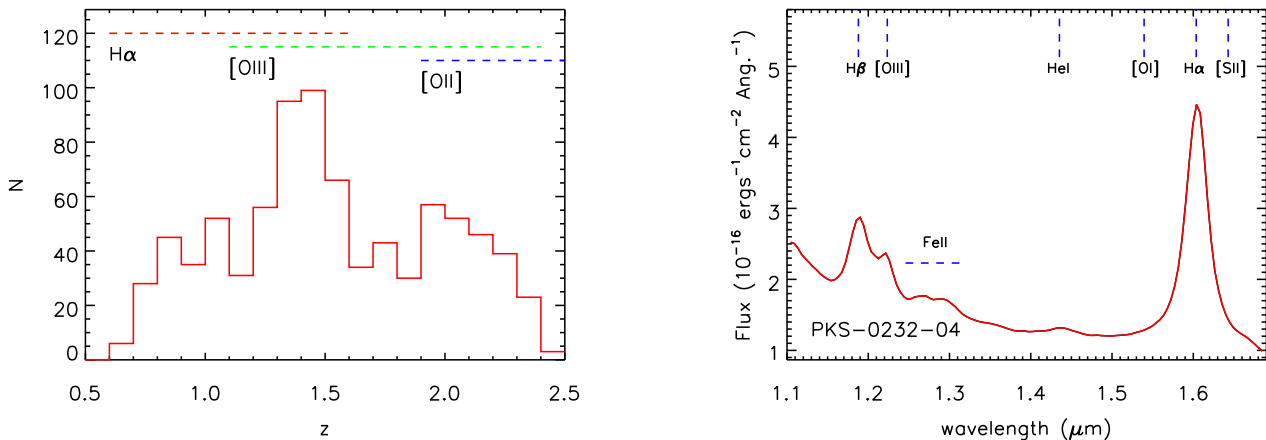 120
100
80
60
40
20
0
N
Hα
[OIII]
[OII]
0.5
1.0
1.5
2.0
2.5
z
Hβ
[OIII]
HeI
[OI]
Hα
[SII]
5
4
3
2
1
Flux (10⁻¹⁶ ergs⁻¹cm⁻² Ang.⁻¹)
FeII
PKS−0232−04
1.1
1.2
1.3
1.4
1.5
1.6
wavelength (μm)